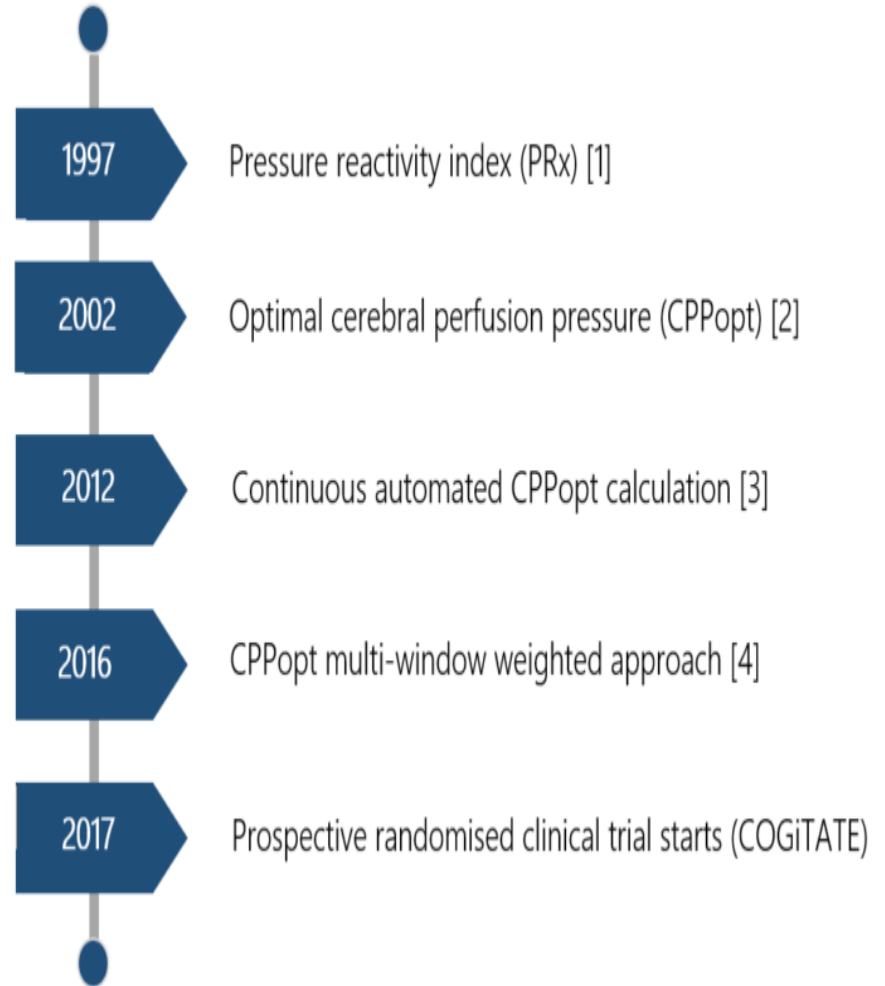 1997
Pressure reactivity index (PRx) [1]
2002
Optimal cerebral perfusion pressure (CPPopt) [2]
2012
Continuous automated CPPopt calculation [3]
2016
CPPopt multi-window weighted approach [4]
2017
Prospective randomised clinical trial starts (COGiTATE)